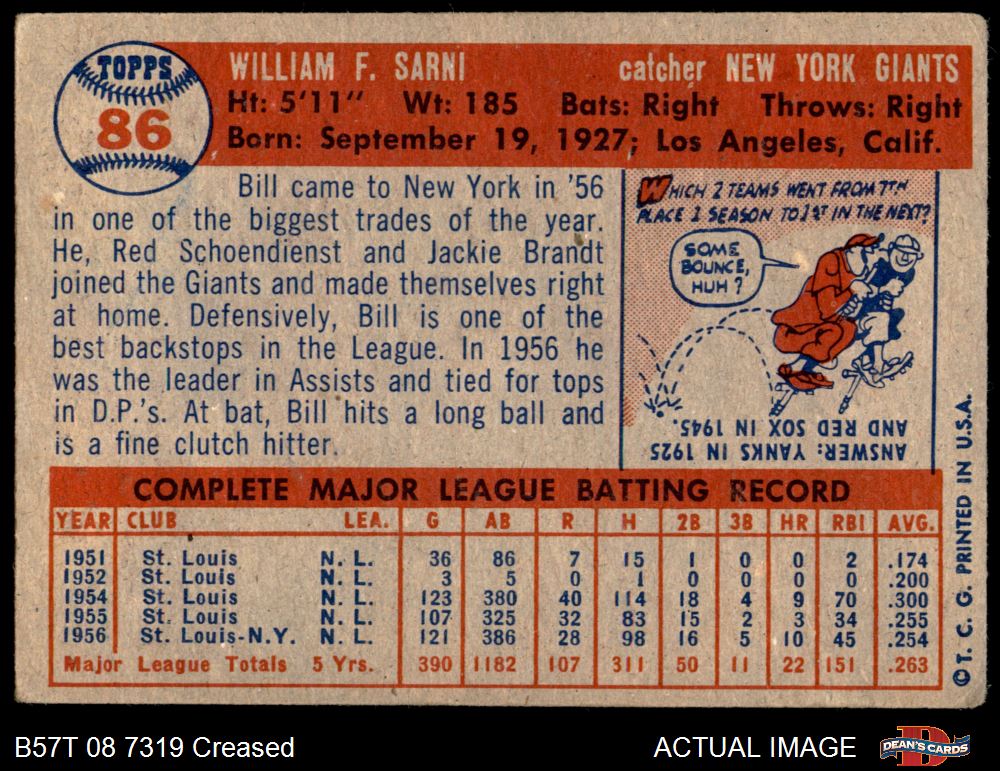 TOPPS
86
WILLIAM F. SARNI catcher NEW YORK GIANTS
Ht: 5'11" Wt: 185 Bats: Right Throws: Right
Born: September 19, 1927; Los Angeles, Calif.
Bill came to New York in '56
in one of the biggest trades of the year.
He, Red Schoendienst and Jackie Brandt
joined the Giants and made themselves right
at home. Defensively, Bill is one of the
best backstops in the League. In 1956 he
was the leader in Assists and tied for tops
in D.P.'s. At bat, Bill hits a long ball and
is a fine clutch hitter.
WHICH 2 TEAMS WENT FROM 7TH
PLACE 1 SEASON TO 1ST IN THE NEXT?
SOME
BOUNCE,
HUH?
ANSWER: YANKS IN 1925
AND RED SOX IN 1945.
COMPLETE MAJOR LEAGUE BATTING RECORD
YEAR CLUB LEA. G AB R H 2B 3B HR RBI AVG.
1951 St. Louis N. L. 36 86 7 15 1 0 0 2 .174
1952 St. Louis N. L. 3 5 0 1 0 0 0 0 .200
1954 St. Louis N. L. 123 380 40 114 18 4 9 70 .300
1955 St. Louis N. L. 107 325 32 83 15 2 3 34 .255
1956 St. Louis-N.Y. N. L. 121 386 28 98 16 5 10 45 .254
Major League Totals 5 Yrs. 390 1182 107 311 50 11 22 151 .263
©T. C. G. PRINTED IN U.S.A.
B57T 08 7319 Creased
ACTUAL IMAGE
D
DEAN'S CARDS